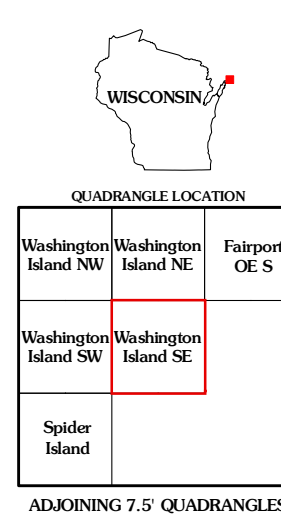 WISCONSIN
QUADRANGLE LOCATION
Washington Island NW
Washington Island NE
Fairport OE S
Washington Island SW
Washington Island SE
Spider Island
ADJOINING 7.5' QUADRANGLES